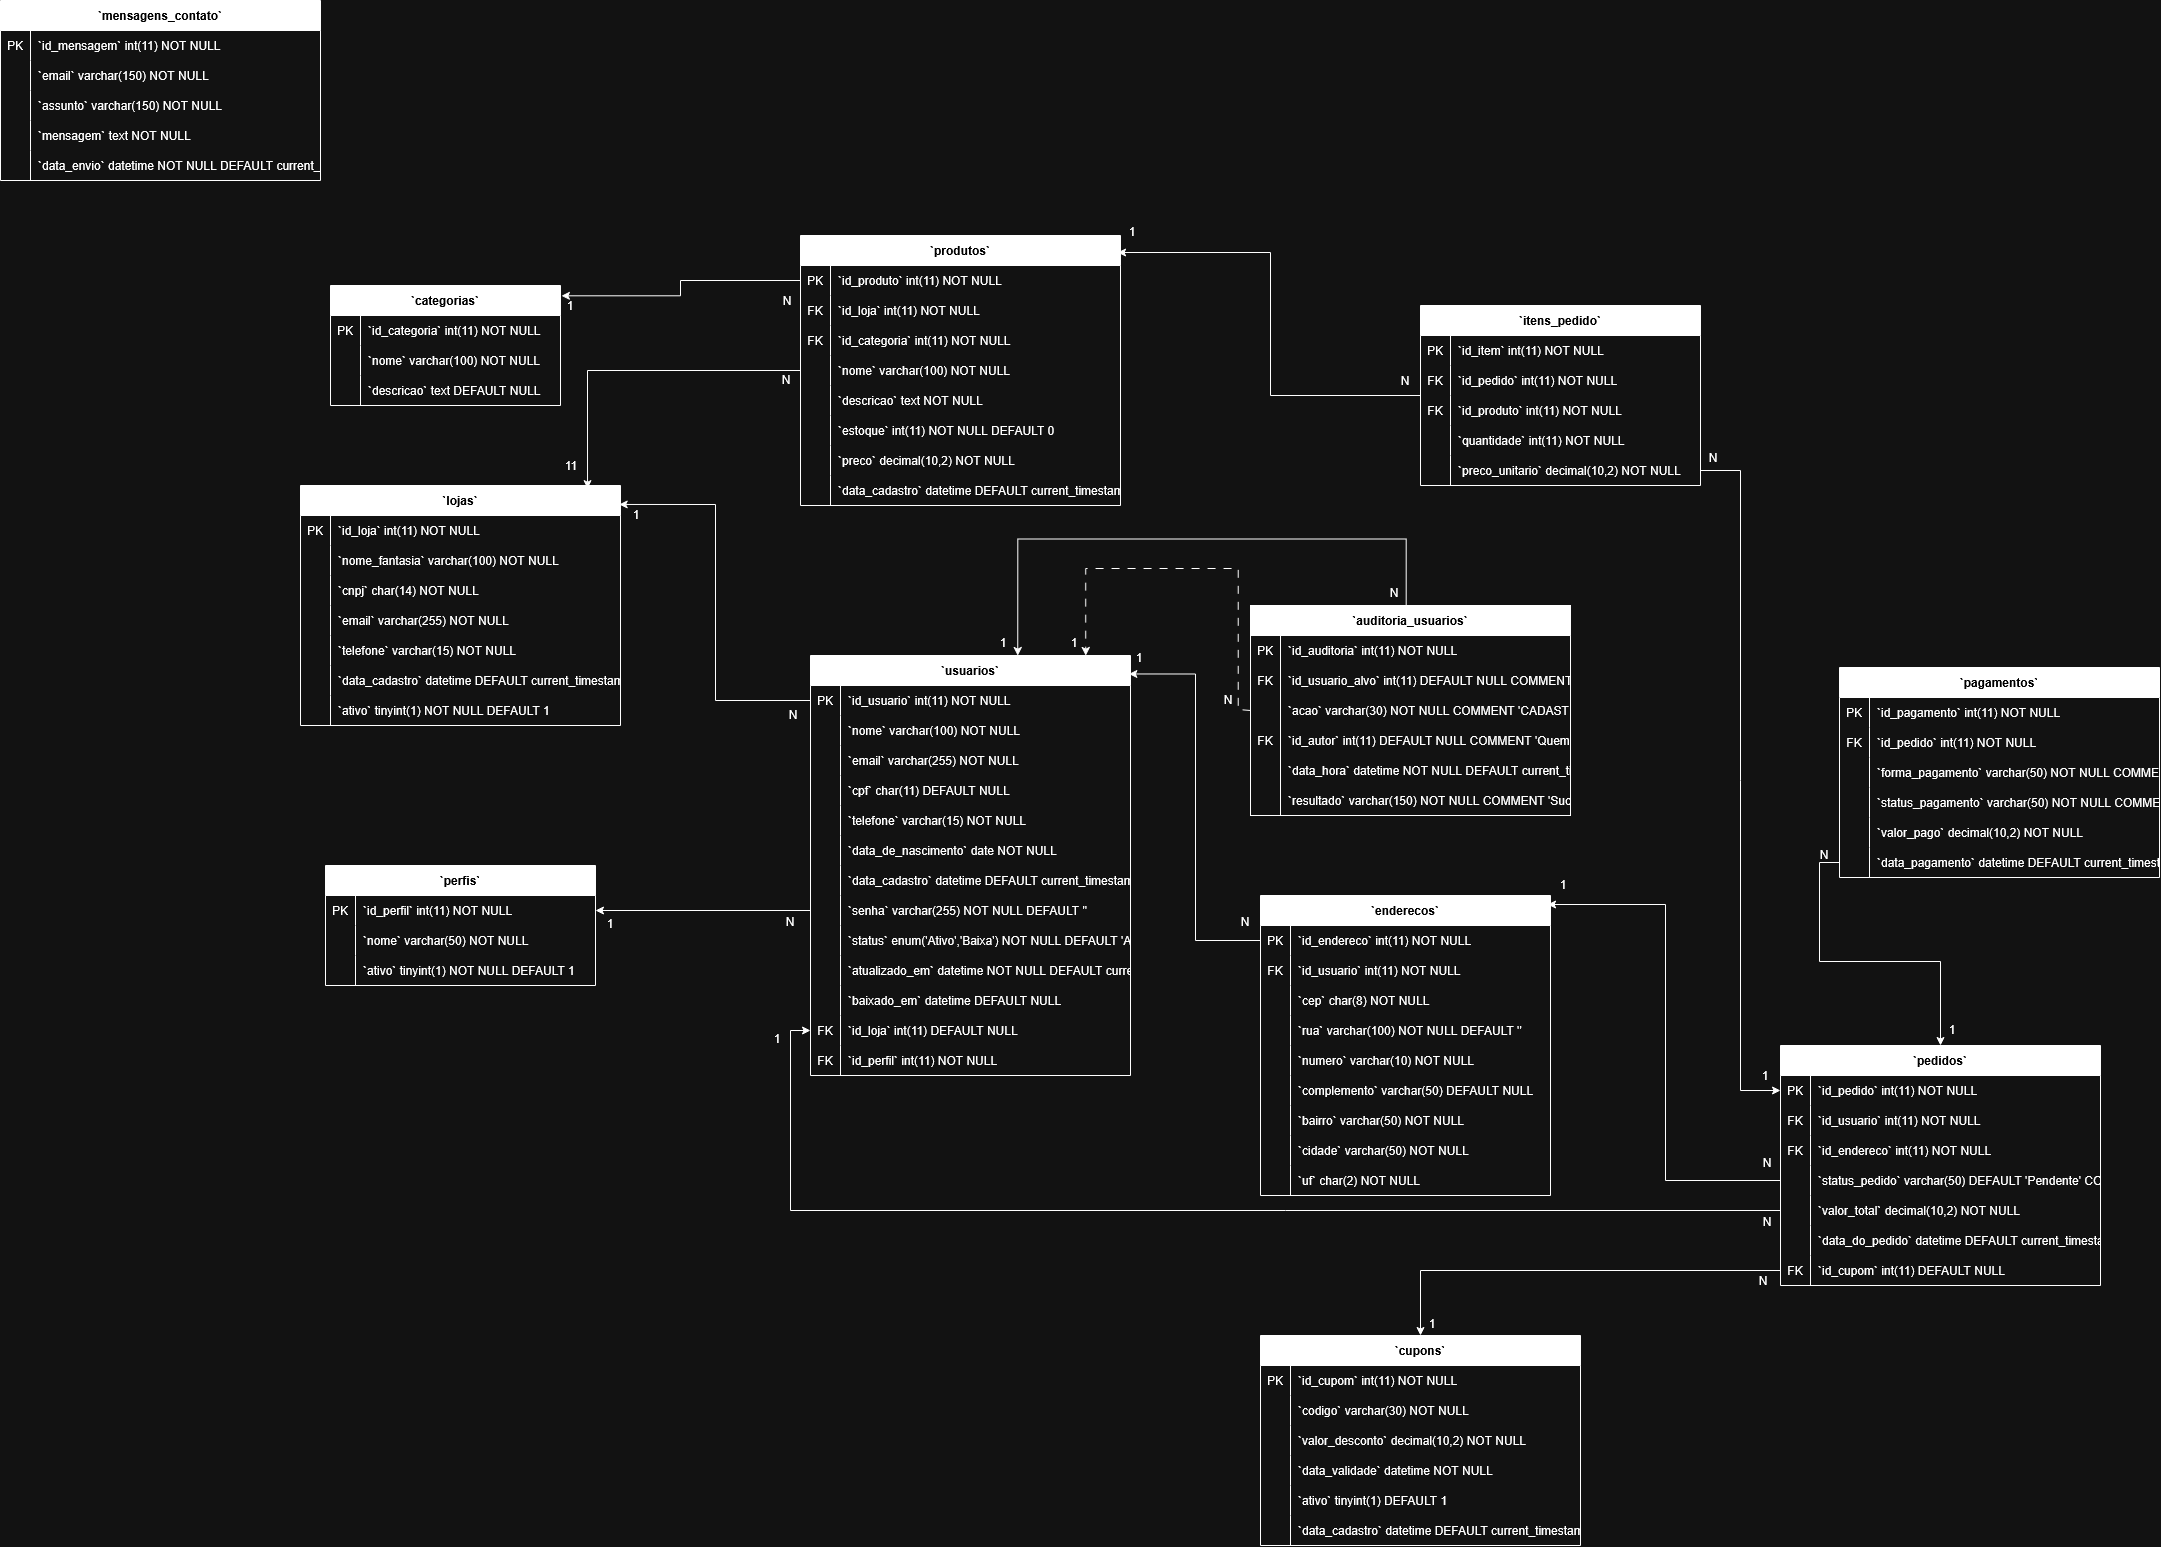 `mensagens_contato`
PK `id_mensagem` int(11) NOT NULL
`email` varchar(150) NOT NULL
`assunto` varchar(150) NOT NULL
`mensagem` text NOT NULL
`data_envio` datetime NOT NULL DEFAULT current_
`produtos`
PK `id_produto` int(11) NOT NULL
FK `id_loja` int(11) NOT NULL
FK `id_categoria` int(11) NOT NULL
`nome` varchar(100) NOT NULL
`descricao` text NOT NULL
`estoque` int(11) NOT NULL DEFAULT 0
`preco` decimal(10,2) NOT NULL
`data_cadastro` datetime DEFAULT current_timestan
1
N
N
`categorias`
1
PK `id_categoria` int(11) NOT NULL
`nome` varchar(100) NOT NULL
`descricao` text DEFAULT NULL
`itens_pedido`
PK `id_item` int(11) NOT NULL
FK `id_pedido` int(11) NOT NULL
FK `id_produto` int(11) NOT NULL
`quantidade` int(11) NOT NULL
`preco_unitario` decimal(10,2) NOT NULL
N
N
11
`lojas`
1
PK `id_loja` int(11) NOT NULL
`nome_fantasia` varchar(100) NOT NULL
`cnpj` char(14) NOT NULL
`email` varchar(255) NOT NULL
`telefone` varchar(15) NOT NULL
`data_cadastro` datetime DEFAULT current_timestan
`ativo` tinyint(1) NOT NULL DEFAULT 1
N
`auditoria_usuarios`
PK `id_auditoria` int(11) NOT NULL
FK `id_usuario_alvo` int(11) DEFAULT NULL COMMENT
`acao` varchar(30) NOT NULL COMMENT 'CADAST
FK `id_autor` int(11) DEFAULT NULL COMMENT 'Quem
`data_hora` datetime NOT NULL DEFAULT current_ti
`resultado` varchar(150) NOT NULL COMMENT 'Suc
N
1
1
1
`usuarios`
PK `id_usuario` int(11) NOT NULL
`nome` varchar(100) NOT NULL
`email` varchar(255) NOT NULL
`cpf` char(11) DEFAULT NULL
`telefone` varchar(15) NOT NULL
`data_de_nascimento` date NOT NULL
`data_cadastro` datetime DEFAULT current_timestan
`senha` varchar(255) NOT NULL DEFAULT ''
`status` enum('Ativo','Baixa') NOT NULL DEFAULT 'A
`atualizado_em` datetime NOT NULL DEFAULT curre
`baixado_em` datetime DEFAULT NULL
FK `id_loja` int(11) DEFAULT NULL
FK `id_perfil` int(11) NOT NULL
N
N
1
`pagamentos`
PK `id_pagamento` int(11) NOT NULL
FK `id_pedido` int(11) NOT NULL
`forma_pagamento` varchar(50) NOT NULL COMME
`status_pagamento` varchar(50) NOT NULL COMME
`valor_pago` decimal(10,2) NOT NULL
`data_pagamento` datetime DEFAULT current_timest
N
`perfis`
1
PK `id_perfil` int(11) NOT NULL
`nome` varchar(50) NOT NULL
`ativo` tinyint(1) NOT NULL DEFAULT 1
1
`enderecos`
N
PK `id_endereco` int(11) NOT NULL
FK `id_usuario` int(11) NOT NULL
`cep` char(8) NOT NULL
`rua` varchar(100) NOT NULL DEFAULT ''
`numero` varchar(10) NOT NULL
`complemento` varchar(50) DEFAULT NULL
`bairro` varchar(50) NOT NULL
`cidade` varchar(50) NOT NULL
`uf` char(2) NOT NULL
1
1
`pedidos`
PK `id_pedido` int(11) NOT NULL
FK `id_usuario` int(11) NOT NULL
FK `id_endereco` int(11) NOT NULL
`status_pedido` varchar(50) DEFAULT 'Pendente' CO
`valor_total` decimal(10,2) NOT NULL
`data_do_pedido` datetime DEFAULT current_timesta
FK `id_cupom` int(11) DEFAULT NULL
N
N
N
1
`cupons`
PK `id_cupom` int(11) NOT NULL
`codigo` varchar(30) NOT NULL
`valor_desconto` decimal(10,2) NOT NULL
`data_validade` datetime NOT NULL
`ativo` tinyint(1) DEFAULT 1
`data_cadastro` datetime DEFAULT current_timestan